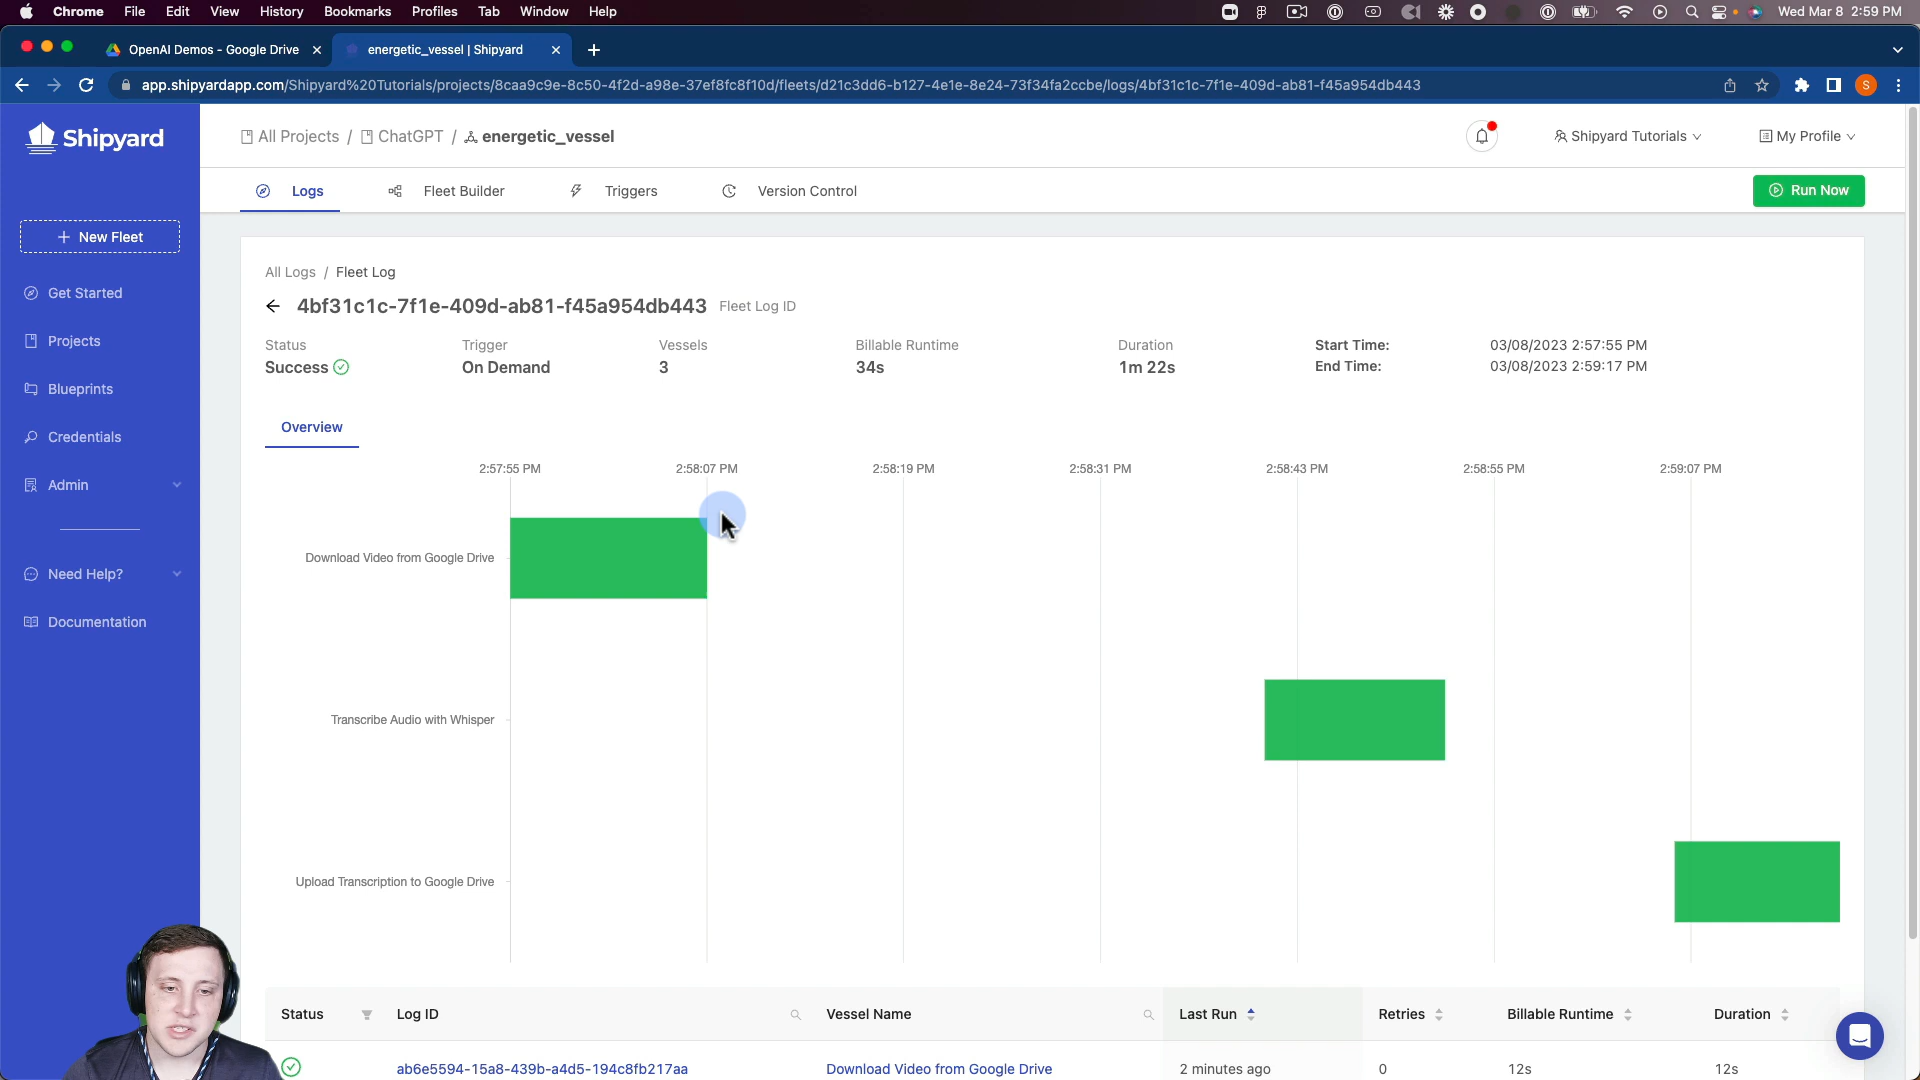 Chrome File Edit View History Bookmarks Profiles Tab Window Help Wed Mar 8 2:59 PM
OpenAI Demos - Google Drive energetic_vessel | Shipyard
app.shipyardapp.com/Shipyard%20Tutorials/projects/8caa9c9e-8c50-4f2d-a98e-37ef8fc8f10d/fleets/d21c3dd6-b127-4e1e-8e24-73f34fa2ccbe/logs/4bf31c1c-7f1e-409d-ab81-f45a954db443 S
Shipyard
All Projects / ChatGPT / energetic_vessel Shipyard Tutorials My Profile
Logs Fleet Builder Triggers Version Control Run Now
+ New Fleet
Get Started
Projects
Blueprints
Credentials
Admin
Need Help?
Documentation
All Logs / Fleet Log
4bf31c1c-7f1e-409d-ab81-f45a954db443 Fleet Log ID
Status Trigger Vessels Billable Runtime Duration Start Time: 03/08/2023 2:57:55 PM
Success On Demand 3 34s 1m 22s End Time: 03/08/2023 2:59:17 PM
Overview
2:57:55 PM 2:58:07 PM 2:58:19 PM 2:58:31 PM 2:58:43 PM 2:58:55 PM 2:59:07 PM
Download Video from Google Drive
Transcribe Audio with Whisper
Upload Transcription to Google Drive
Status Log ID Vessel Name Last Run Retries Billable Runtime Duration
ab6e5594-15a8-439b-a4d5-194c8fb217aa Download Video from Google Drive 2 minutes ago 0 12s 12s